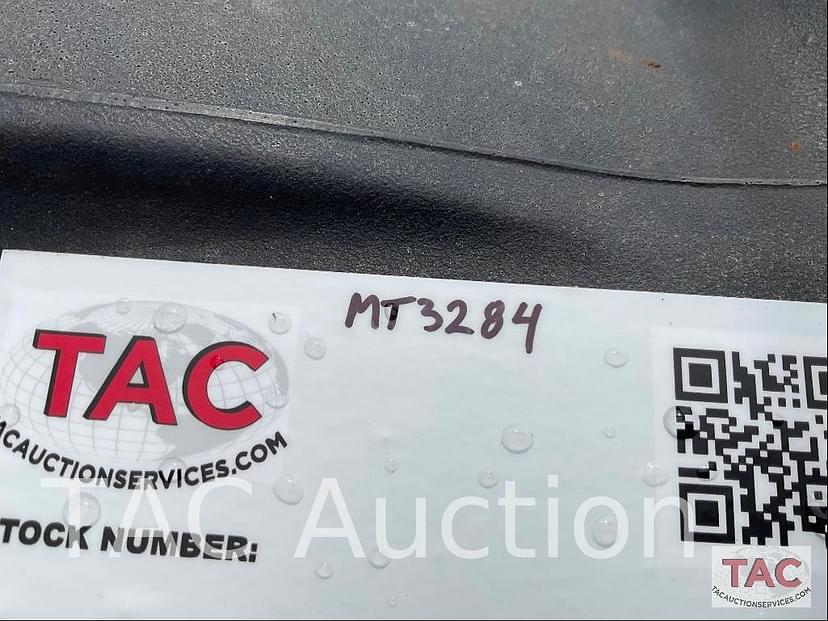 MT3284
TAC
ACAUCTIONSERVICES.COM
TOCK NUMBER:
TAC Auction
TAC
TACAUCTIONSERVICES.COM